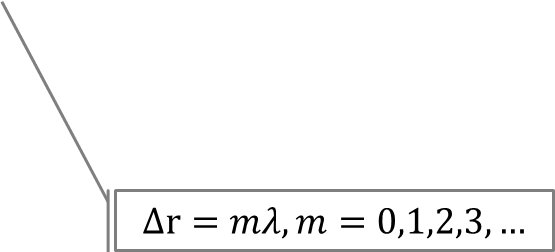 Δr = mλ, m = 0,1,2,3, …